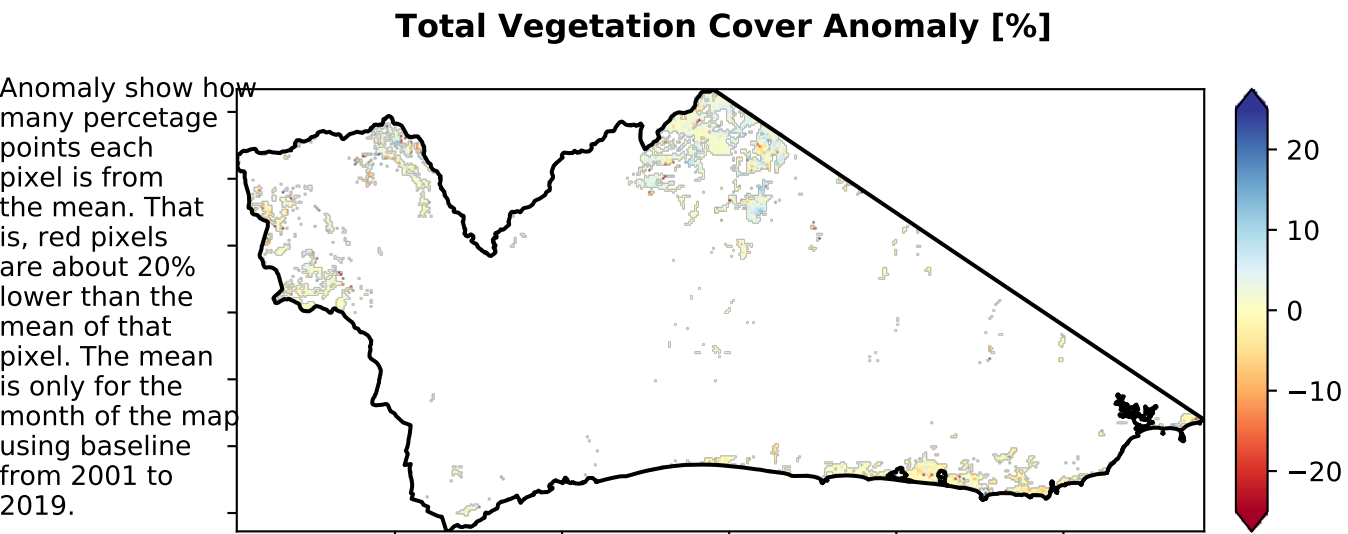 Total Vegetation Cover Anomaly [%]
Anomaly show how
many percetage
points each
pixel is from
the mean. That
is, red pixels
are about 20%
lower than the
mean of that
pixel. The mean
is only for the
month of the map
using baseline
from 2001 to
2019.
20
10
0
−10
−20